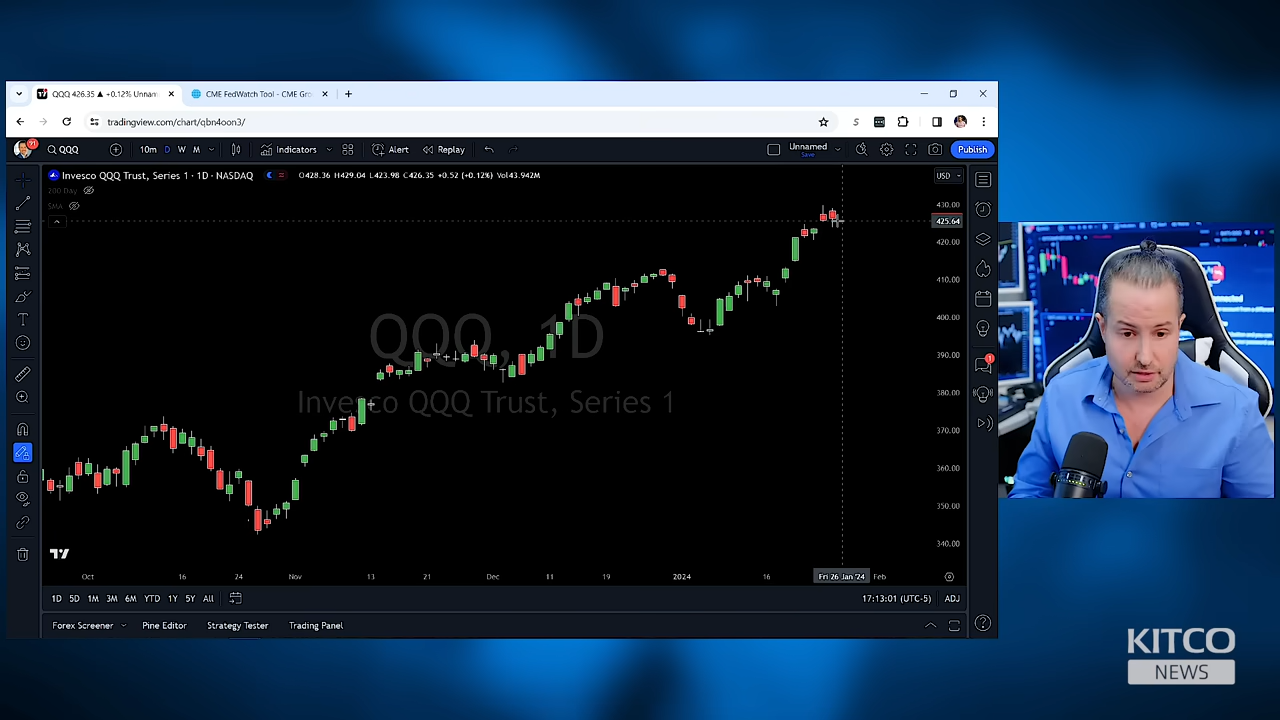 QQQ 426.35 ▲ +0.12% Unnam
CME FedWatch Tool - CME Gro
tradingview.com/chart/qbn4oon3/
QQQ
10m D W M
Indicators
Alert
Replay
Unnamed
Save
Publish
Invesco QQQ Trust, Series 1 · 1D · NASDAQ
O428.36 H429.04 L423.98 C426.35 +0.52 (+0.12%) Vol43.942M
USD
200 Day
SMA
430.00
425.64
420.00
410.00
400.00
390.00
380.00
370.00
360.00
350.00
340.00
QQQ, 1D
Invesco QQQ Trust, Series 1
Oct 16 24 Nov 13 21 Dec 11 19 2024 16 Fri 26 Jan '24 Feb
1D 5D 1M 3M 6M YTD 1Y 5Y All
17:13:01 (UTC-5) ADJ
Forex Screener Pine Editor Strategy Tester Trading Panel
KITCO
NEWS